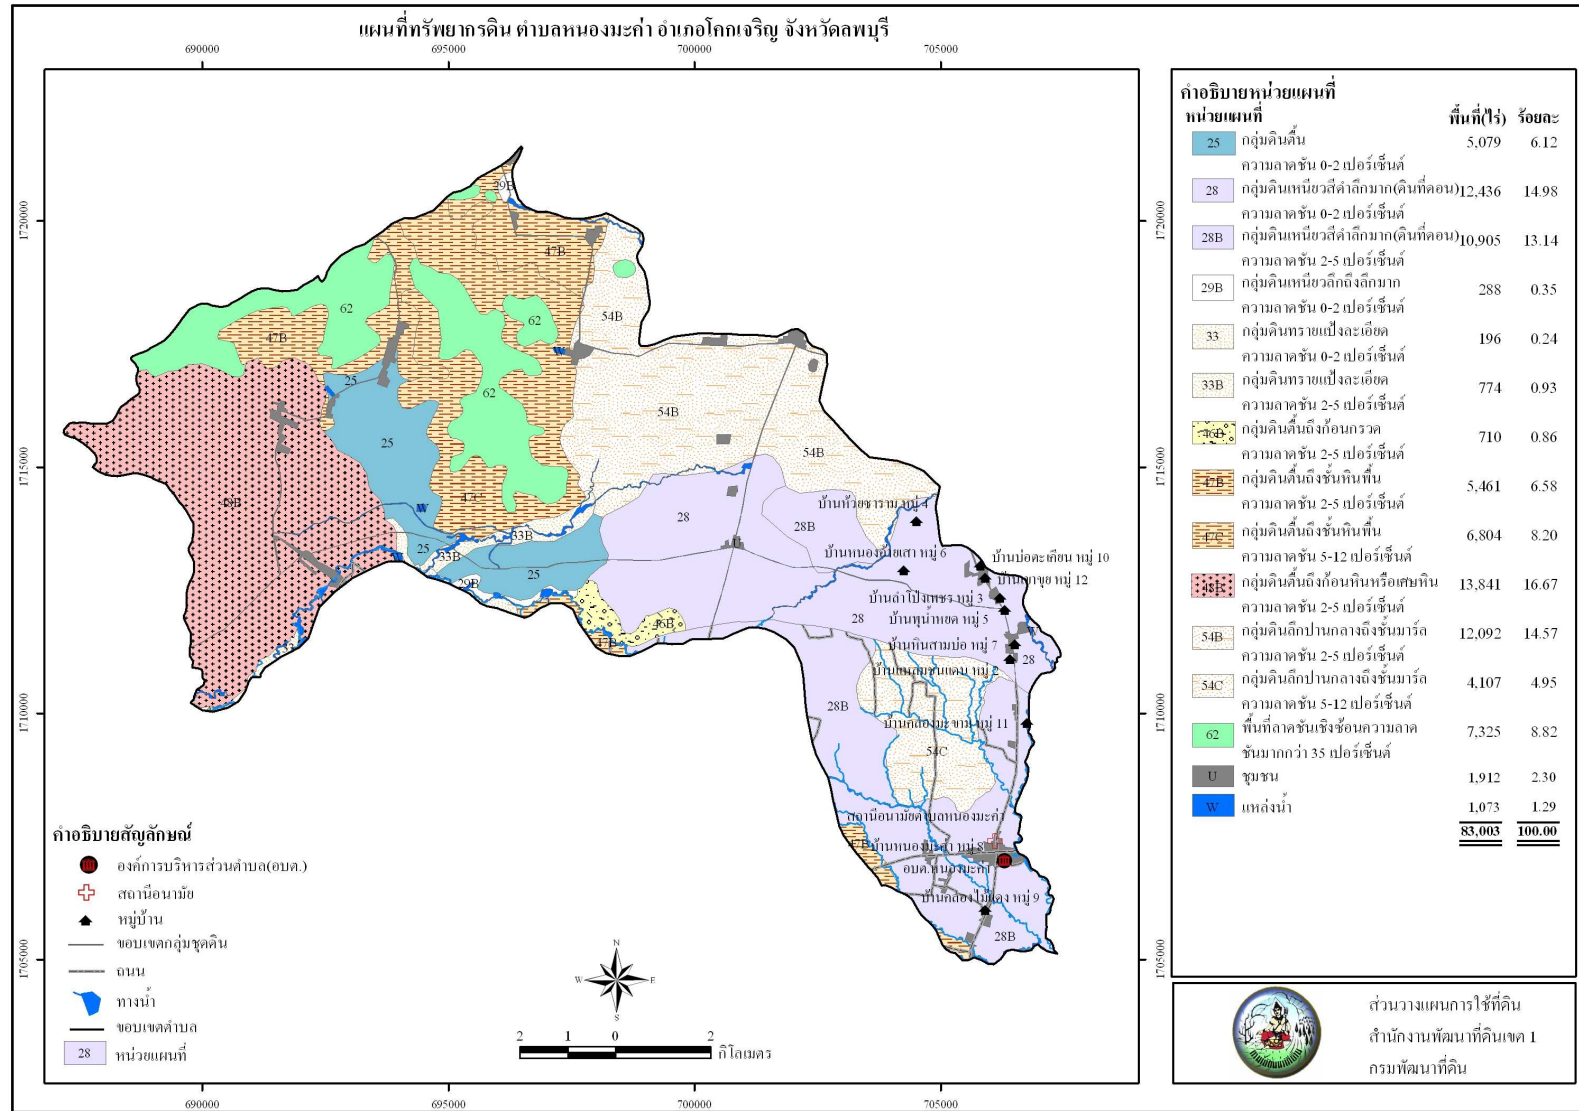 แผนที่ทรัพยากรดิน ตำบลหนองมะค่า อำเภอโคกเจริญ จังหวัดลพบุรี
690000 695000 700000 705000
1720000 1720000
1715000 1715000
1710000 1710000
1705000 1705000
29B
47B
62
54B
62
47B
25
62
54B
25
54B
48B
47C
28
28B
บ้านห้วยซาราม หมู่ 4
W
33B
U
25
33B
W
29B
25
บ้านหนองอ้ายเสา หมู่ 6
บ้านบ่อตะเคียน หมู่ 10
บ้านเขาขุย หมู่ 12
บ้านลำโป่งเพชร หมู่ 3
28
บ้านพุน้ำหยด หมู่ 5
46B
47B
W
บ้านหินสามบ่อ หมู่ 7
28
33
บ้านแหลมชนแดน หมู่ 2
28B
บ้านคลองมะขาม หมู่ 11
54C
สถานีอนามัยตำบลหนองมะค่า
47B
บ้านหนองมะค่า หมู่ 8
อบต.หนองมะค่า
บ้านคลองไม้แดง หมู่ 9
28B
คำอธิบายสัญลักษณ์
องค์การบริหารส่วนตำบล(อบต.)
สถานีอนามัย
หมู่บ้าน
ขอบเขตกลุ่มชุดดิน
ถนน
ทางน้ำ
ขอบเขตตำบล
28 หน่วยแผนที่
N
W E
S
2 1 0 2
กิโลเมตร
690000 695000 700000 705000
คำอธิบายหน่วยแผนที่
หน่วยแผนที่ พื้นที่(ไร่) ร้อยละ
25 กลุ่มดินตื้น 5,079 6.12
ความลาดชัน 0-2 เปอร์เซ็นต์
28 กลุ่มดินเหนียวสีดำลึกมาก(ดินที่ดอน) 12,436 14.98
ความลาดชัน 0-2 เปอร์เซ็นต์
28B กลุ่มดินเหนียวสีดำลึกมาก(ดินที่ดอน) 10,905 13.14
ความลาดชัน 2-5 เปอร์เซ็นต์
29B กลุ่มดินเหนียวลึกถึงลึกมาก 288 0.35
ความลาดชัน 0-2 เปอร์เซ็นต์
33 กลุ่มดินทรายแป้งละเอียด 196 0.24
ความลาดชัน 0-2 เปอร์เซ็นต์
33B กลุ่มดินทรายแป้งละเอียด 774 0.93
ความลาดชัน 2-5 เปอร์เซ็นต์
46B กลุ่มดินตื้นถึงก้อนกรวด 710 0.86
ความลาดชัน 2-5 เปอร์เซ็นต์
47B กลุ่มดินตื้นถึงชั้นหินพื้น 5,461 6.58
ความลาดชัน 2-5 เปอร์เซ็นต์
47C กลุ่มดินตื้นถึงชั้นหินพื้น 6,804 8.20
ความลาดชัน 5-12 เปอร์เซ็นต์
48B กลุ่มดินตื้นถึงก้อนหินหรือเศษหิน 13,841 16.67
ความลาดชัน 2-5 เปอร์เซ็นต์
54B กลุ่มดินลึกปานกลางถึงชั้นมาร์ล 12,092 14.57
ความลาดชัน 2-5 เปอร์เซ็นต์
54C กลุ่มดินลึกปานกลางถึงชั้นมาร์ล 4,107 4.95
ความลาดชัน 5-12 เปอร์เซ็นต์
62 พื้นที่ลาดชันเชิงซ้อนความลาด 7,325 8.82
ชันมากกว่า 35 เปอร์เซ็นต์
U ชุมชน 1,912 2.30
W แหล่งน้ำ 1,073 1.29
83,003 100.00
ส่วนวางแผนการใช้ที่ดิน
สำนักงานพัฒนาที่ดินเขต 1
กรมพัฒนาที่ดิน